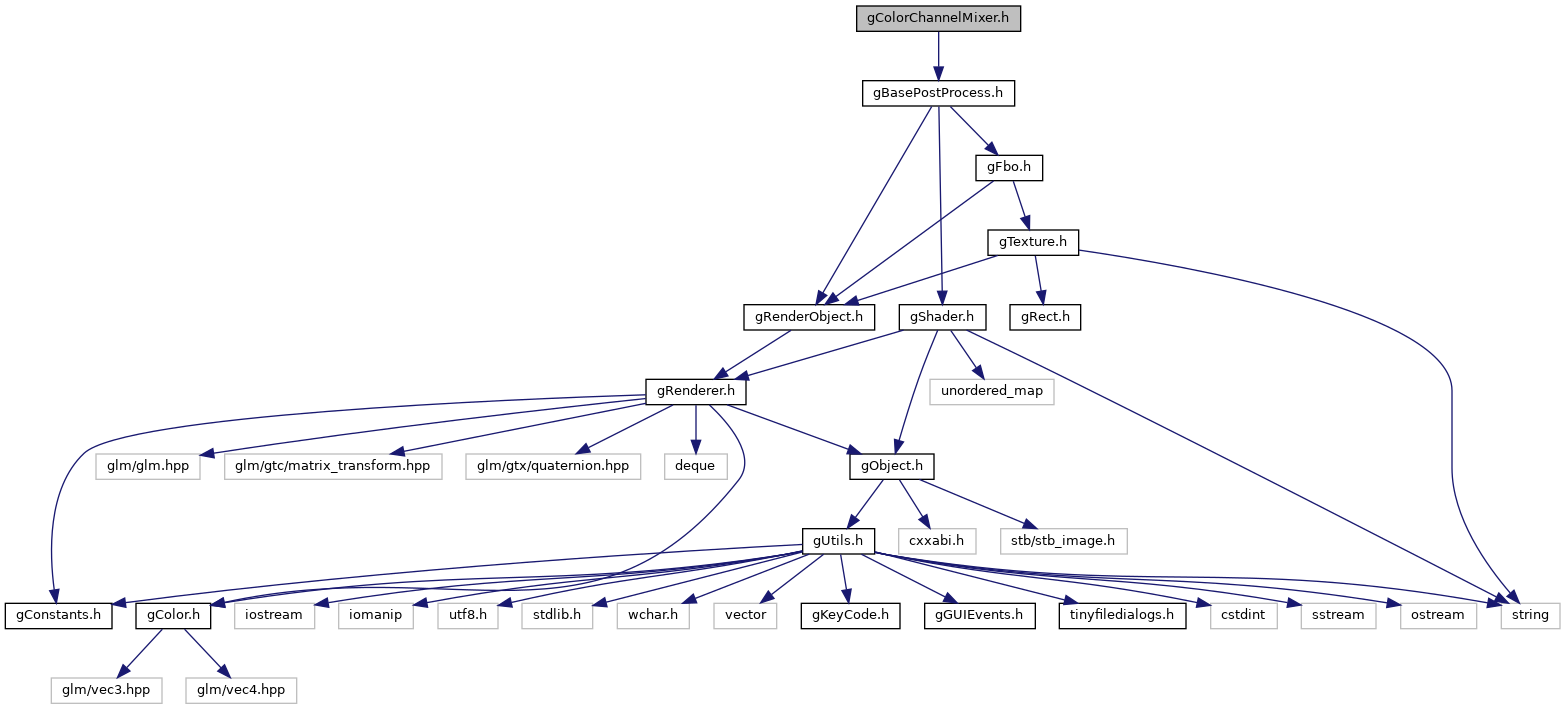 gColorChannelMixer.h
gBasePostProcess.h
gFbo.h
gTexture.h
gRenderObject.h
gShader.h
gRect.h
gRenderer.h
unordered_map
glm/glm.hpp
glm/gtc/matrix_transform.hpp
glm/gtx/quaternion.hpp
deque
gObject.h
gUtils.h
cxxabi.h
stb/stb_image.h
gConstants.h
gColor.h
iostream
iomanip
utf8.h
stdlib.h
wchar.h
vector
gKeyCode.h
gGUIEvents.h
tinyfiledialogs.h
cstdint
sstream
ostream
string
glm/vec3.hpp
glm/vec4.hpp